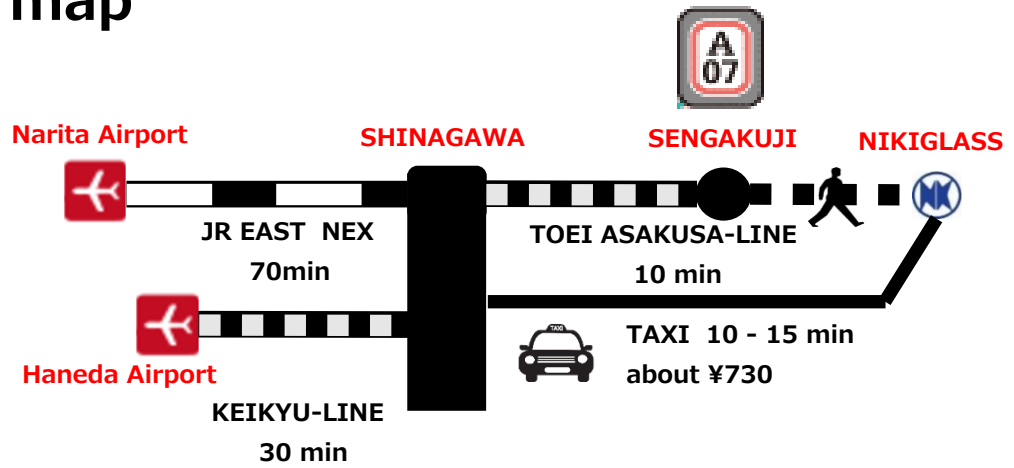 map
A
07
Narita Airport
SHINAGAWA
SENGAKUJI
NIKIGLASS
NK
JR EAST NEX
70min
TOEI ASAKUSA-LINE
10 min
TAXI
TAXI 10 - 15 min
about ¥730
Haneda Airport
KEIKYU-LINE
30 min